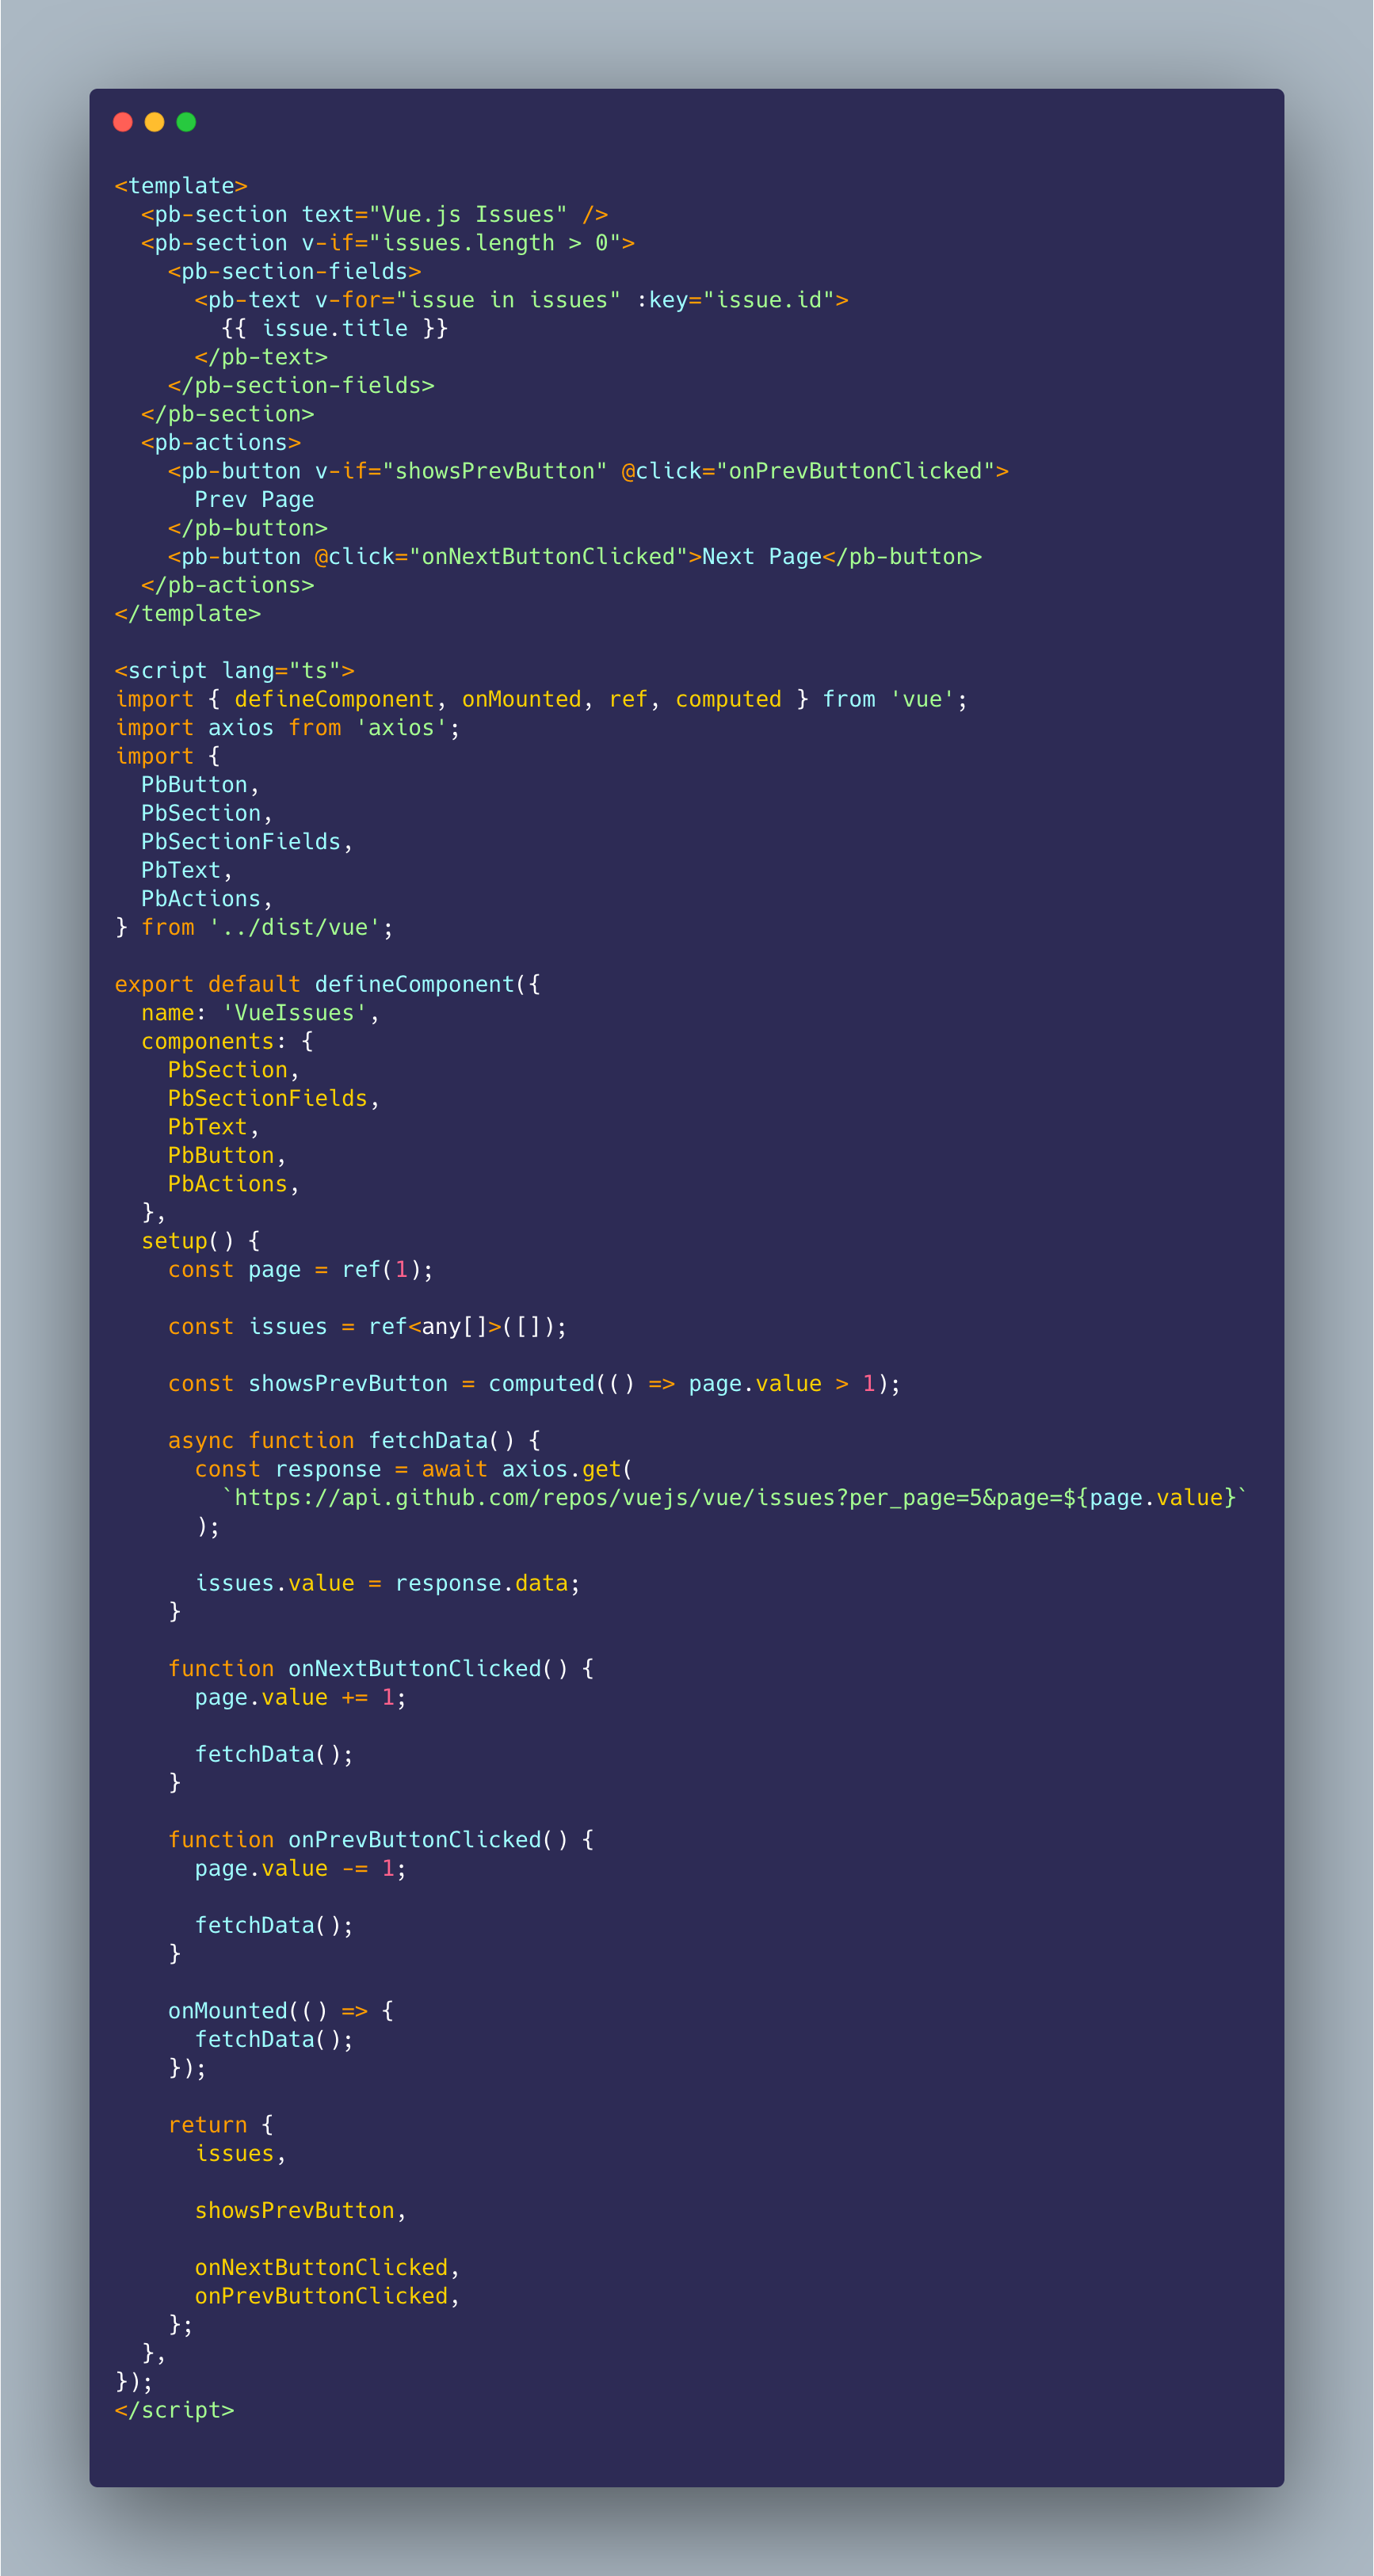 <template>
  <pb-section text="Vue.js Issues" />
  <pb-section v-if="issues.length > 0">
    <pb-section-fields>
      <pb-text v-for="issue in issues" :key="issue.id">
        {{ issue.title }}
      </pb-text>
    </pb-section-fields>
  </pb-section>
  <pb-actions>
    <pb-button v-if="showsPrevButton" @click="onPrevButtonClicked">
      Prev Page
    </pb-button>
    <pb-button @click="onNextButtonClicked">Next Page</pb-button>
  </pb-actions>
</template>

<script lang="ts">
import { defineComponent, onMounted, ref, computed } from 'vue';
import axios from 'axios';
import {
  PbButton,
  PbSection,
  PbSectionFields,
  PbText,
  PbActions,
} from '../dist/vue';

export default defineComponent({
  name: 'VueIssues',
  components: {
    PbSection,
    PbSectionFields,
    PbText,
    PbButton,
    PbActions,
  },
  setup() {
    const page = ref(1);

    const issues = ref<any[]>([]);

    const showsPrevButton = computed(() => page.value > 1);

    async function fetchData() {
      const response = await axios.get(
        `https://api.github.com/repos/vuejs/vue/issues?per_page=5&page=${page.value}`
      );

      issues.value = response.data;
    }

    function onNextButtonClicked() {
      page.value += 1;

      fetchData();
    }

    function onPrevButtonClicked() {
      page.value -= 1;

      fetchData();
    }

    onMounted(() => {
      fetchData();
    });

    return {
      issues,

      showsPrevButton,

      onNextButtonClicked,
      onPrevButtonClicked,
    };
  },
});
</script>